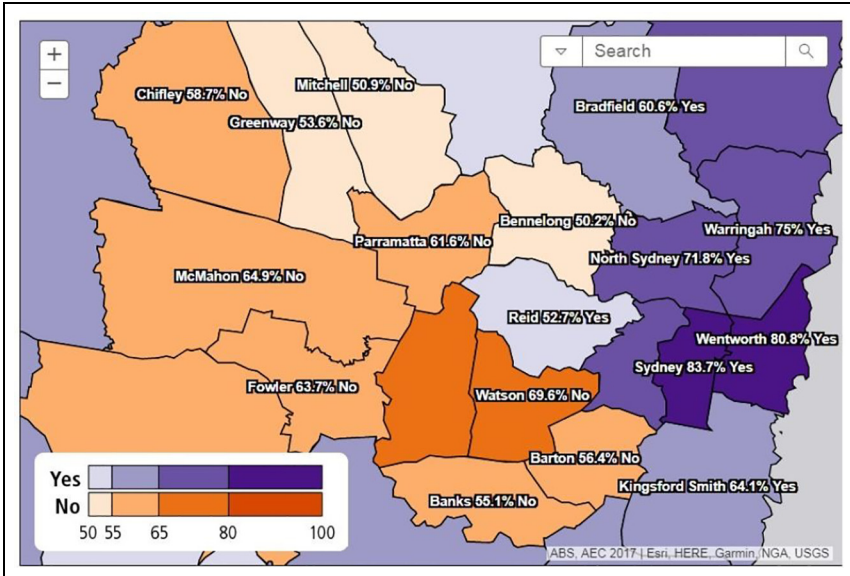 +
−
Search
Mitchell 50.9% No
Chifley 58.7% No
Bradfield 60.6% Yes
Greenway 53.6% No
Bennelong 50.2% No
Warringah 75% Yes
Parramatta 61.6% No
North Sydney 71.8% Yes
McMahon 64.9% No
Reid 52.7% Yes
Wentworth 80.8% Yes
Sydney 83.7% Yes
Fowler 63.7% No
Watson 69.6% No
Barton 56.4% No
Kingsford Smith 64.1% Yes
Banks 55.1% No
Yes
No
50 55 65 80 100
ABS, AEC 2017 | Esri, HERE, Garmin, NGA, USGS